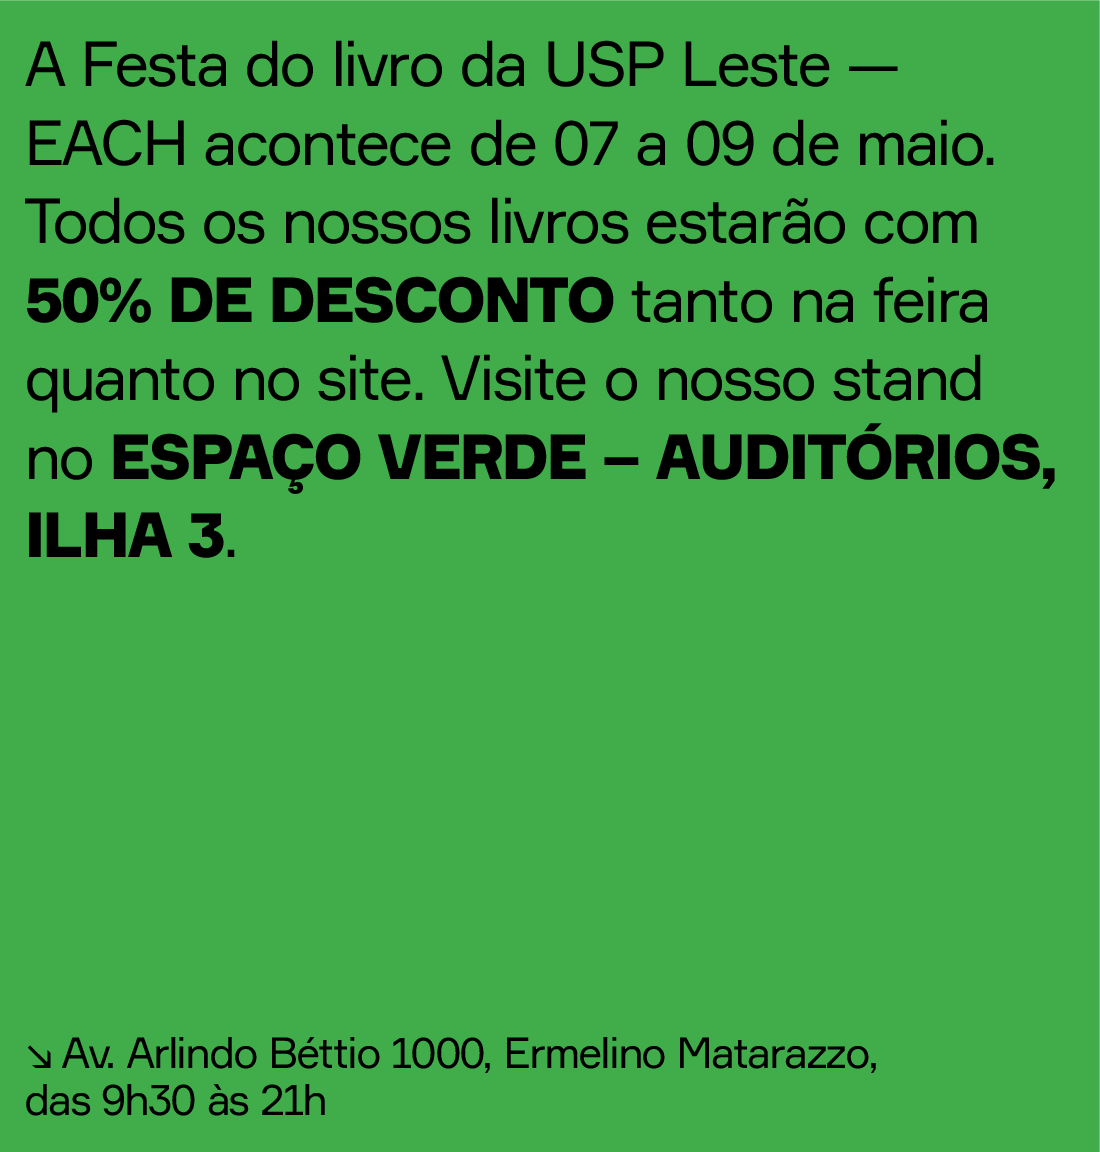 A Festa do livro da USP Leste —
EACH acontece de 07 a 09 de maio.
Todos os nossos livros estarão com
50% DE DESCONTO tanto na feira
quanto no site. Visite o nosso stand
no ESPAÇO VERDE – AUDITÓRIOS,
ILHA 3.
↘ Av. Arlindo Béttio 1000, Ermelino Matarazzo,
das 9h30 às 21h